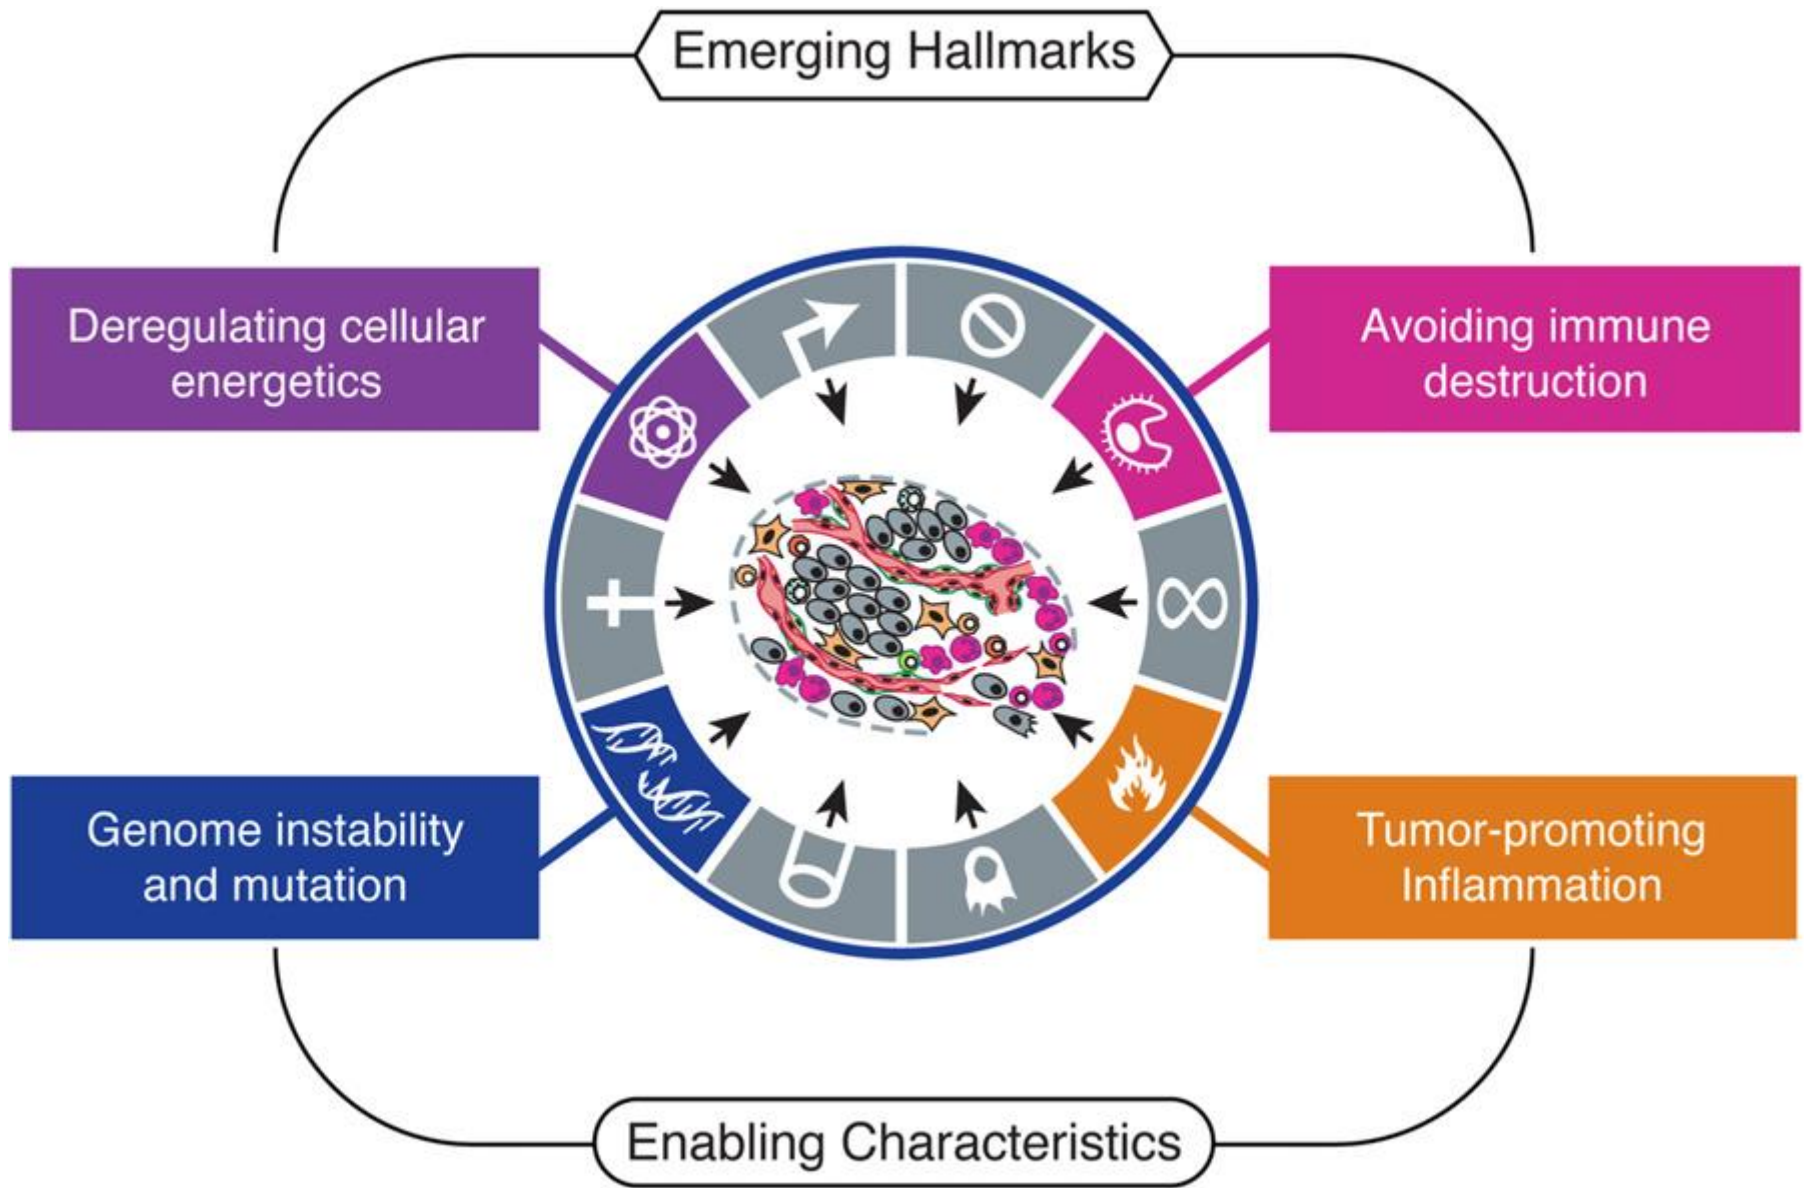 Emerging Hallmarks
Deregulating cellular
energetics
Avoiding immune
destruction
Genome instability
and mutation
Tumor-promoting
Inflammation
Enabling Characteristics